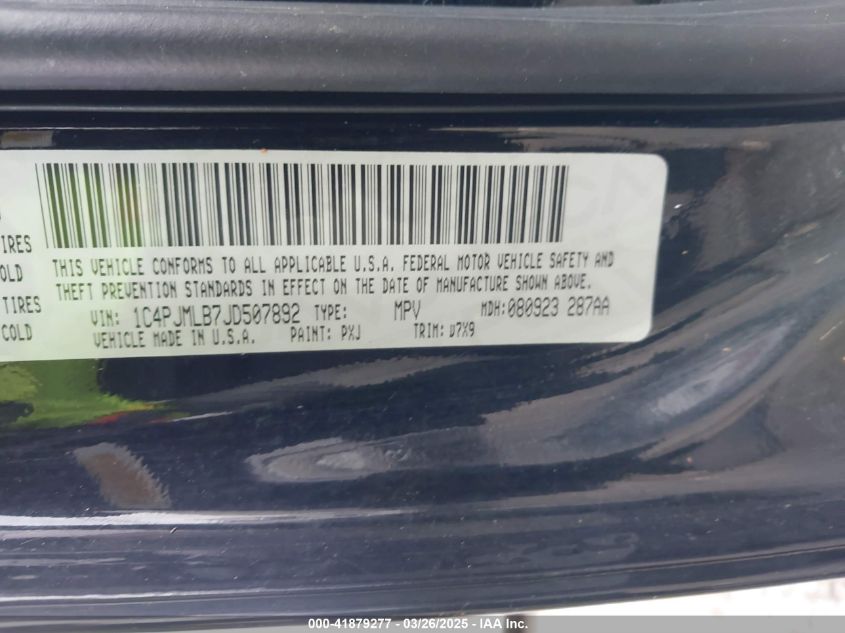 IRES
COLD
TIRES
COLD
THIS VEHICLE CONFORMS TO ALL APPLICABLE U.S.A. FEDERAL MOTOR VEHICLE SAFETY AND
THEFT PREVENTION STANDARDS IN EFFECT ON THE DATE OF MANUFACTURE SHOWN ABOVE.
VIN: 1C4PJMLB7JD507892 TYPE: MPV MDH:080923 287AA
VEHICLE MADE IN U.S.A. PAINT: PXJ TRIM: D7X9
000-41879277 - 03/26/2025 - IAA Inc.